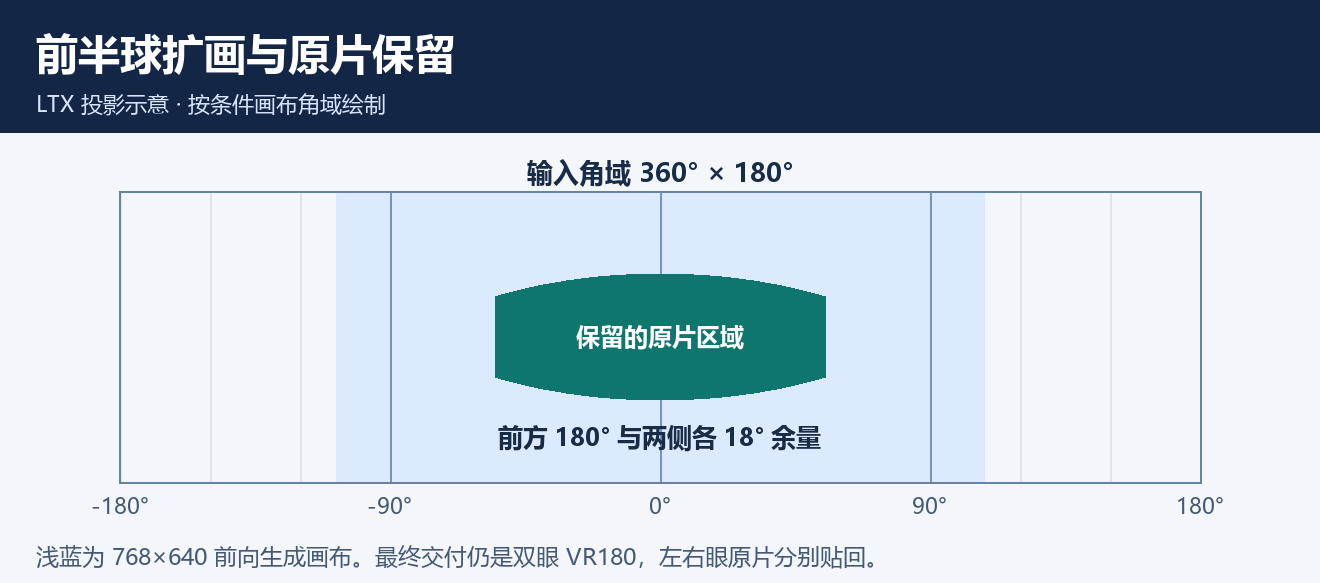 前半球扩画与原片保留
LTX 投影示意 · 按条件画布角域绘制
输入角域 360° × 180°
保留的原片区域
前方 180° 与两侧各 18° 余量
-180°
-90°
0°
90°
180°
浅蓝为 768×640 前向生成画布。最终交付仍是双眼 VR180，左右眼原片分别贴回。